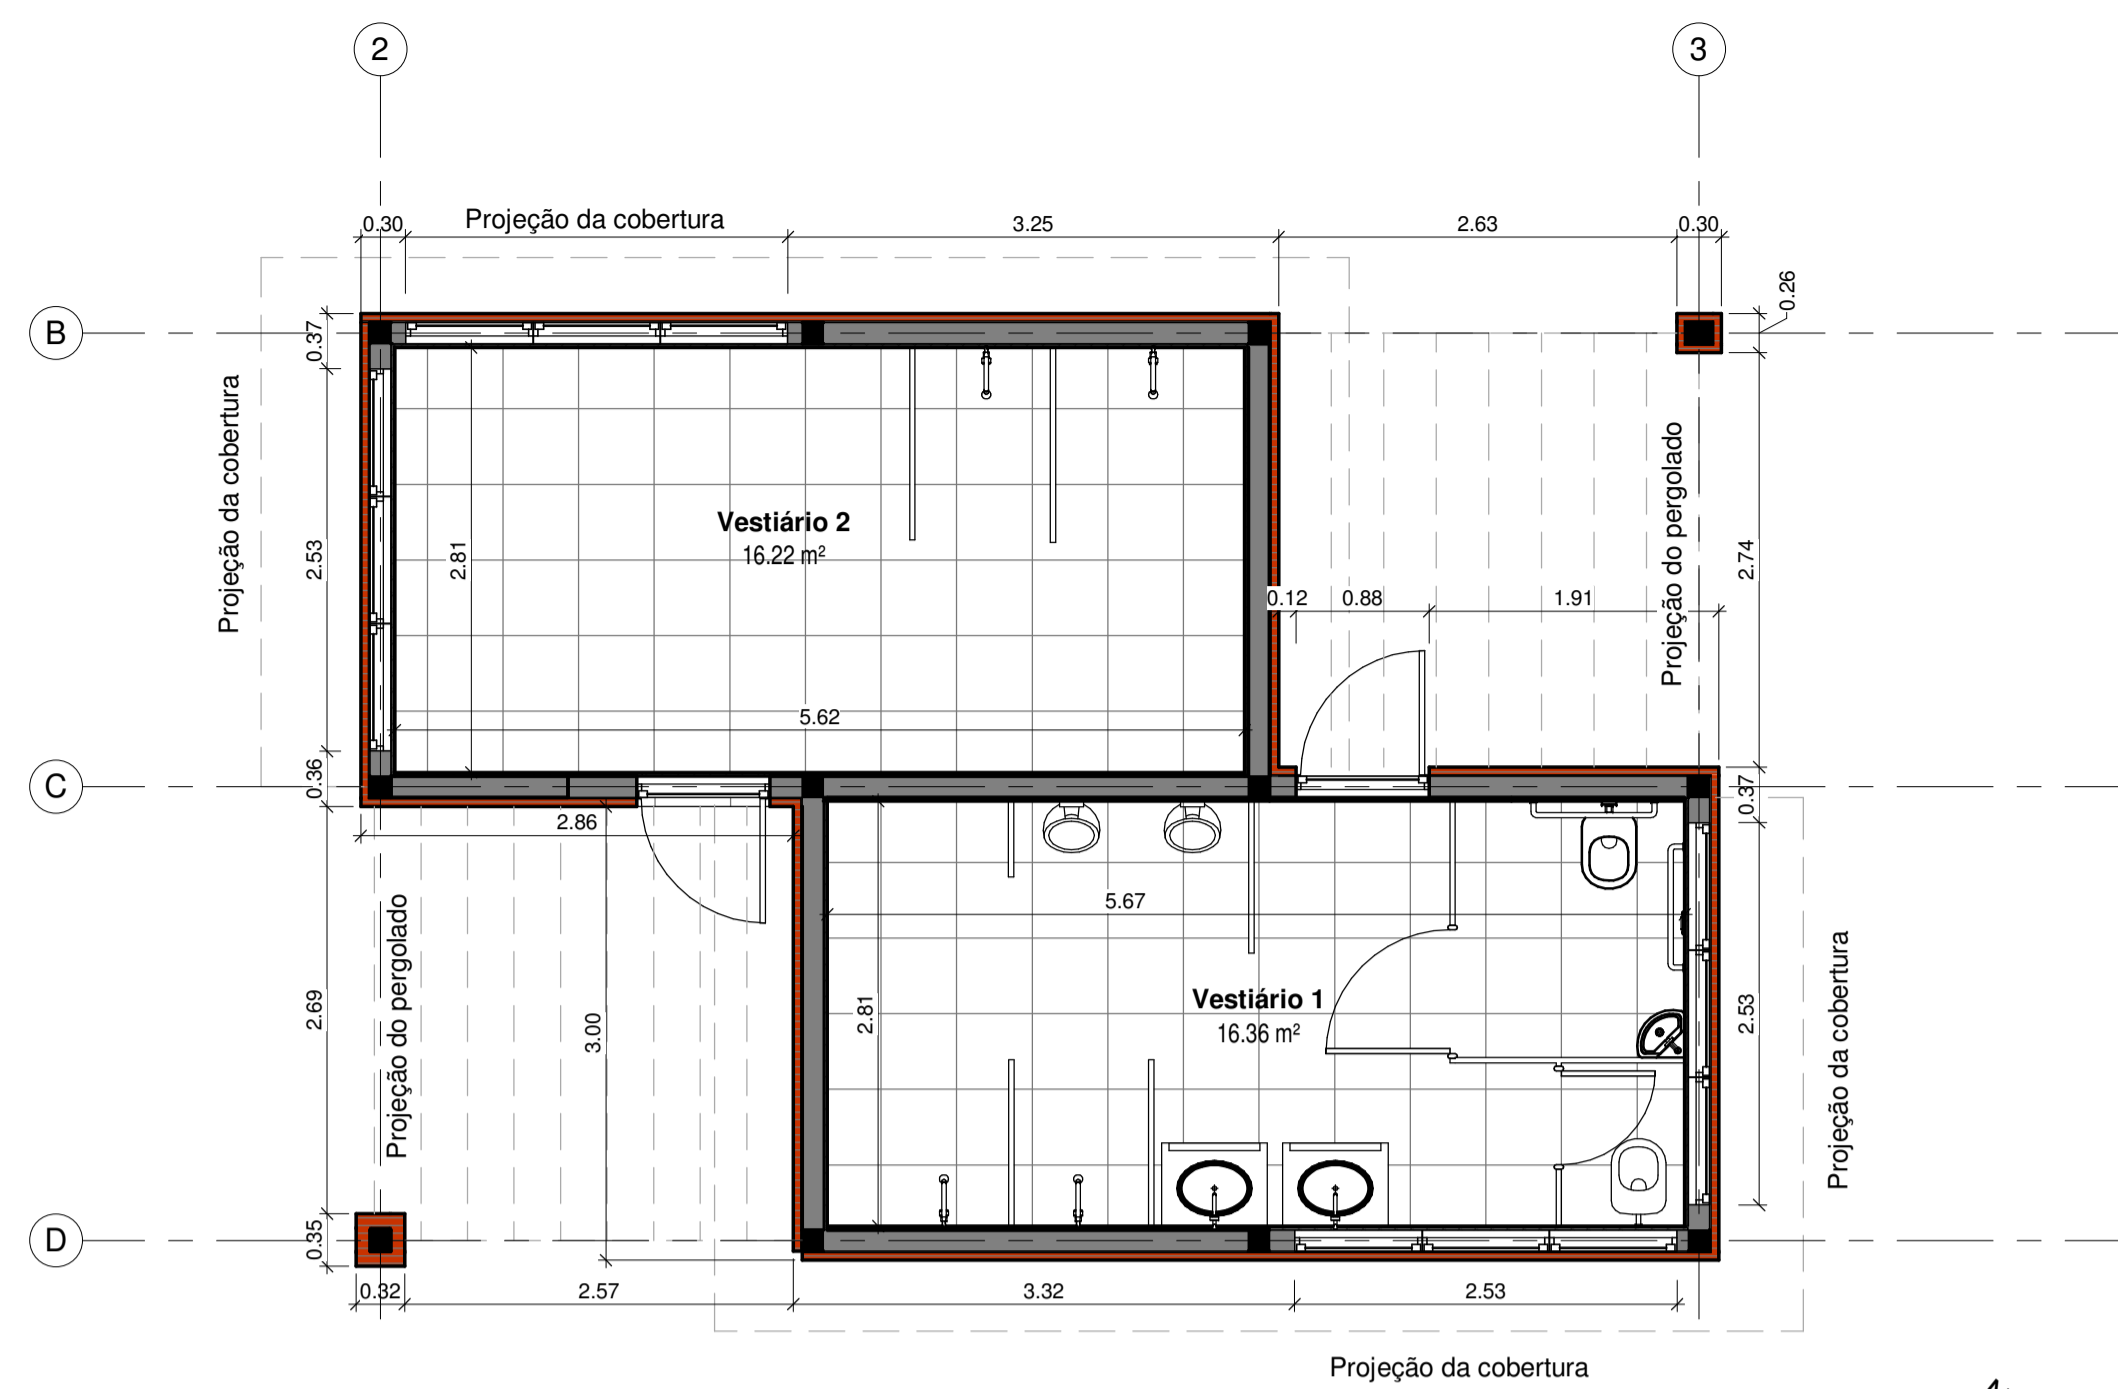 2
3
0.30
Projeção da cobertura
3.25
2.63
0.30
0.26
B
0.37
Projeção da cobertura
Vestiário 2
16.22 m²
2.81
2.53
Projeção do pergolado
2.74
0.12
0.88
1.91
5.62
C
0.36
0.37
2.86
Projeção do pergolado
5.67
Vestiário 1
16.36 m²
2.81
2.69
3.00
2.53
Projeção da cobertura
D
0.35
0.32
2.57
3.32
2.53
Projeção da cobertura